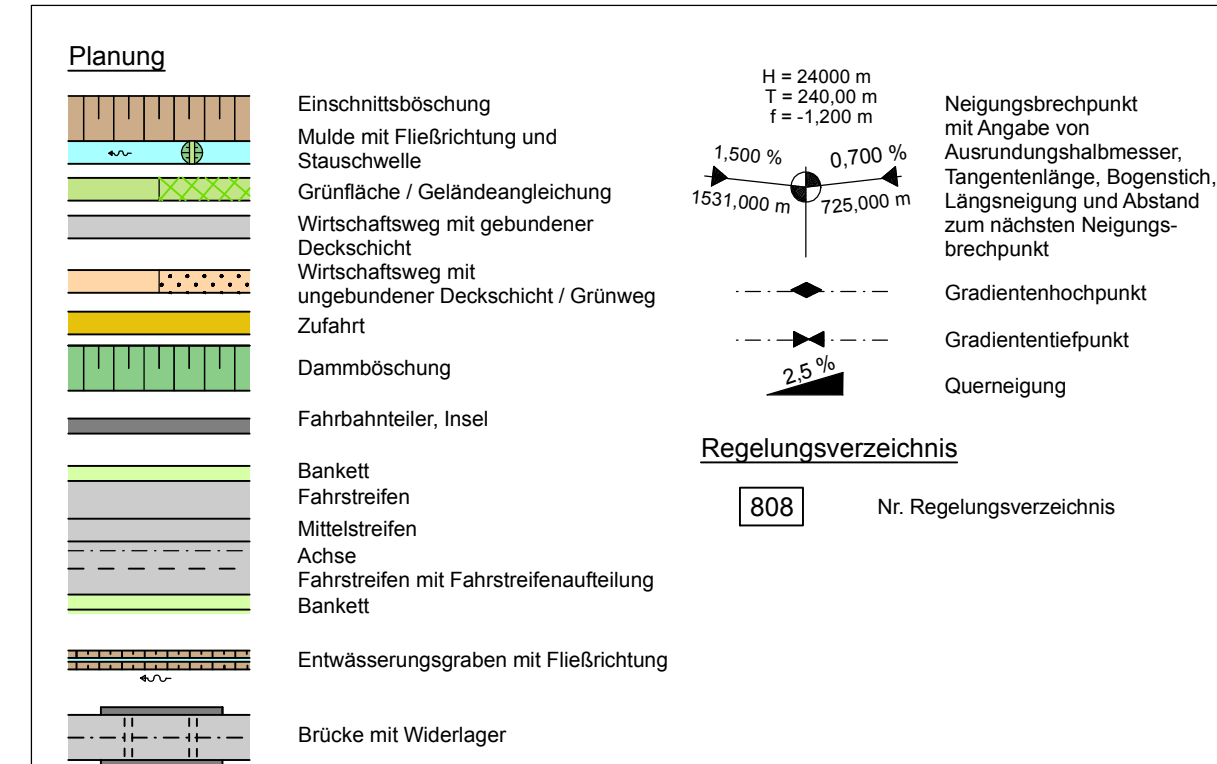 Planung
Einschnittsböschung
Mulde mit Fließrichtung und
Stauschwelle
Grünfläche / Geländeangleichung
Wirtschaftsweg mit gebundener
Deckschicht
Wirtschaftsweg mit
ungebundener Deckschicht / Grünweg
Zufahrt
Dammböschung
Fahrbahnteiler, Insel
Bankett
Fahrstreifen
Mittelstreifen
Achse
Fahrstreifen mit Fahrstreifenaufteilung
Bankett
Entwässerungsgraben mit Fließrichtung
Brücke mit Widerlager
H = 24000 m
T = 240,00 m
f = -1,200 m
1,500 %
0,700 %
1531,000 m
725,000 m
Neigungsbrechpunkt
mit Angabe von
Ausrundungshalbmesser,
Tangentenlänge, Bogenstich,
Längsneigung und Abstand
zum nächsten Neigungs-
brechpunkt
Gradientenhochpunkt
Gradiententiefpunkt
2,5 %
Querneigung
Regelungsverzeichnis
808
Nr. Regelungsverzeichnis